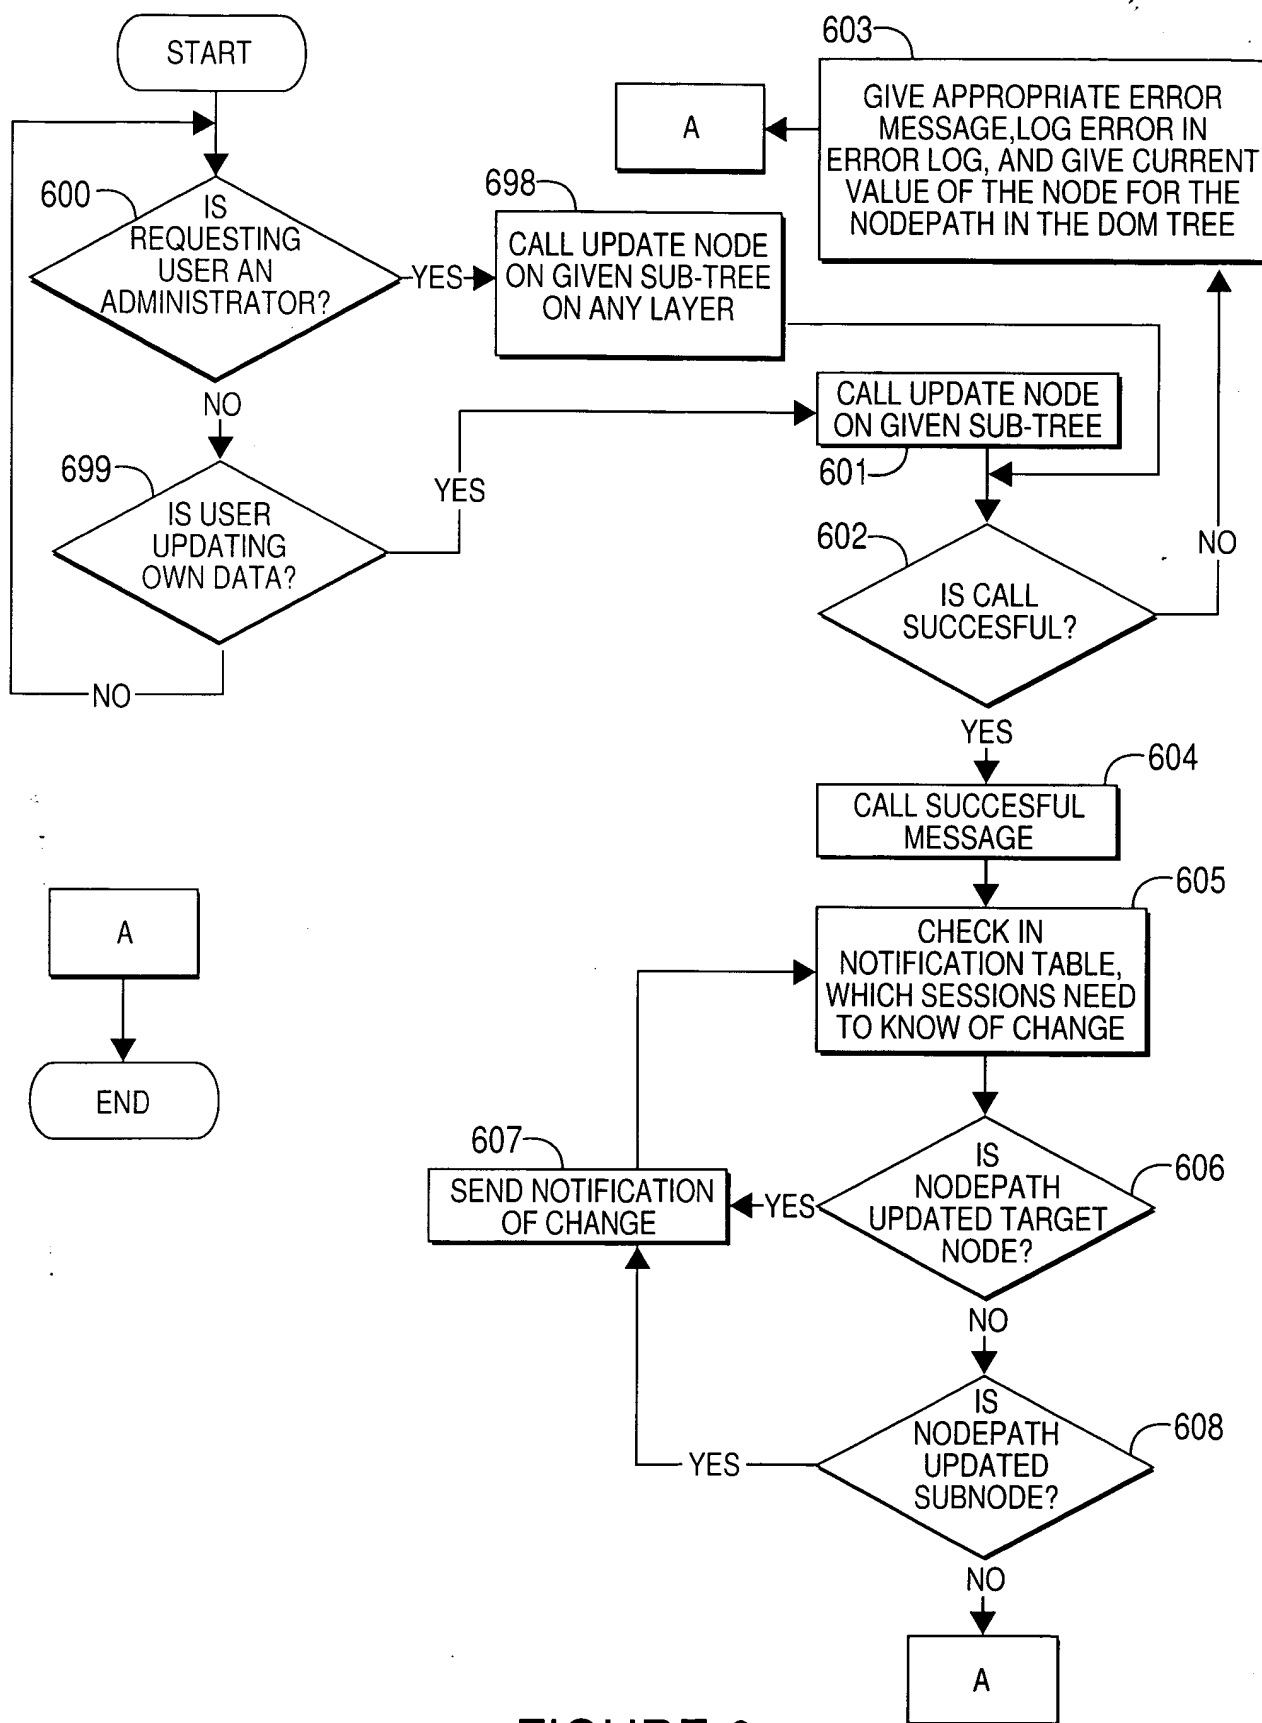 START
600
IS
REQUESTING
USER AN
ADMINISTRATOR?
YES
698
CALL UPDATE NODE
ON GIVEN SUB-TREE
ON ANY LAYER
603
GIVE APPROPRIATE ERROR
MESSAGE,LOG ERROR IN
ERROR LOG, AND GIVE CURRENT
VALUE OF THE NODE FOR THE
NODEPATH IN THE DOM TREE
A
NO
699
IS USER
UPDATING
OWN DATA?
YES
NO
CALL UPDATE NODE
ON GIVEN SUB-TREE
601
602
IS CALL
SUCCESFUL?
NO
YES
604
CALL SUCCESFUL
MESSAGE
605
CHECK IN
NOTIFICATION TABLE,
WHICH SESSIONS NEED
TO KNOW OF CHANGE
A
END
606
IS
NODEPATH
UPDATED TARGET
NODE?
YES
607
SEND NOTIFICATION
OF CHANGE
NO
608
IS
NODEPATH
UPDATED
SUBNODE?
YES
NO
A